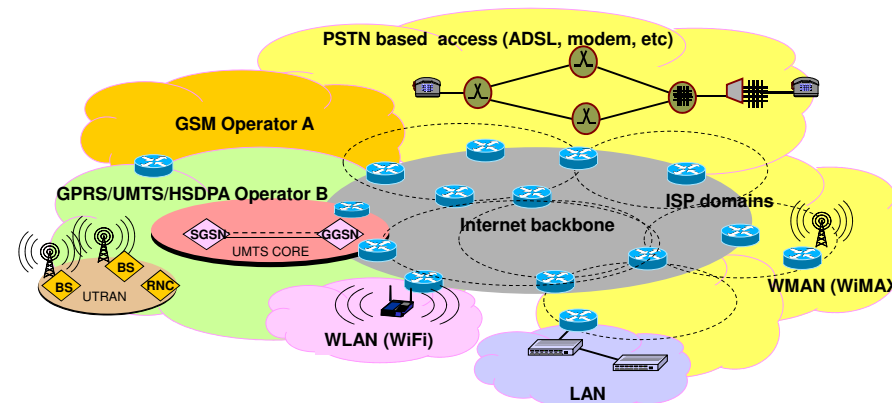 PSTN based access (ADSL, modem, etc)
GSM Operator A
GPRS/UMTS/HSDPA Operator B
ISP domains
Internet backbone
SGSN
GGSN
UMTS CORE
BS
BS
RNC
UTRAN
WMAN (WiMAX)
WLAN (WiFi)
LAN